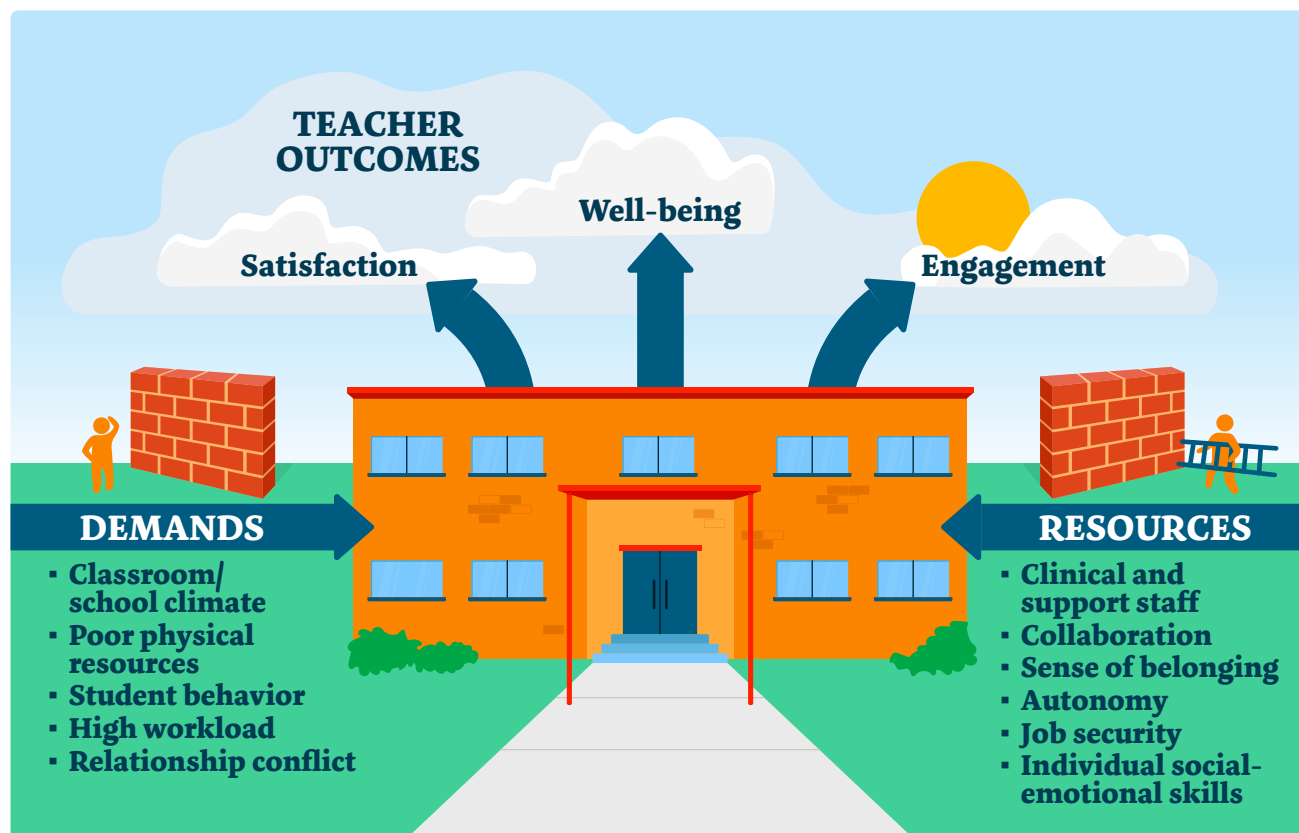 TEACHER
OUTCOMES
Satisfaction
Well-being
Engagement
DEMANDS
▪ Classroom/
school climate
▪ Poor physical
resources
▪ Student behavior
▪ High workload
▪ Relationship conflict
RESOURCES
▪ Clinical and
support staff
▪ Collaboration
▪ Sense of belonging
▪ Autonomy
▪ Job security
▪ Individual social-
emotional skills